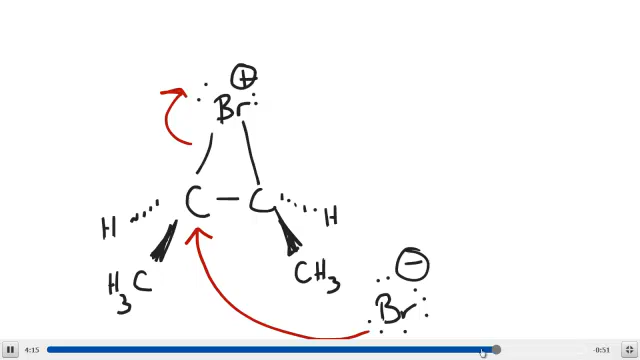 +
Br
C – C
H H
H3C CH3
–
Br
4:15 -0:51